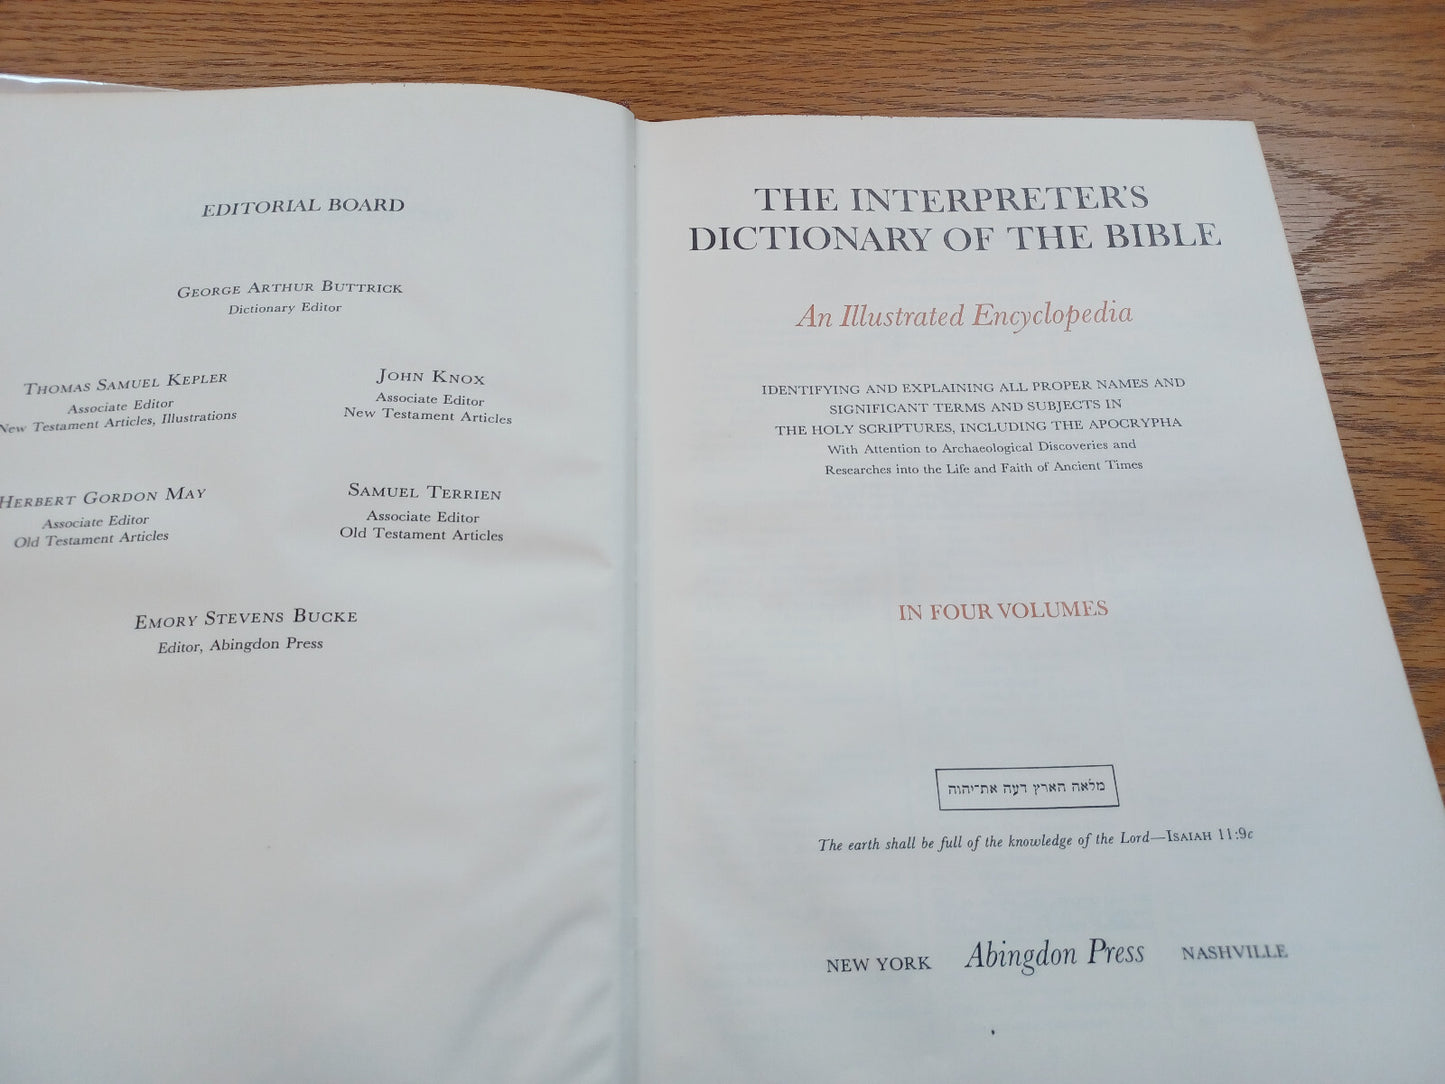 EDITORIAL BOARD
GEORGE ARTHUR BUTTRICK
Dictionary Editor
THOMAS SAMUEL KEPLER
Associate Editor
New Testament Articles, Illustrations
JOHN KNOX
Associate Editor
New Testament Articles
HERBERT GORDON MAY
Associate Editor
Old Testament Articles
SAMUEL TERRIEN
Associate Editor
Old Testament Articles
EMORY STEVENS BUCKE
Editor, Abingdon Press
THE INTERPRETER'S
DICTIONARY OF THE BIBLE
An Illustrated Encyclopedia
IDENTIFYING AND EXPLAINING ALL PROPER NAMES AND
SIGNIFICANT TERMS AND SUBJECTS IN
THE HOLY SCRIPTURES, INCLUDING THE APOCRYPHA
With Attention to Archaeological Discoveries and
Researches into the Life and Faith of Ancient Times
IN FOUR VOLUMES
מלאה הארץ דעה את־יהוה
The earth shall be full of the knowledge of the Lord—ISAIAH 11:9c
NEW YORK Abingdon Press NASHVILLE